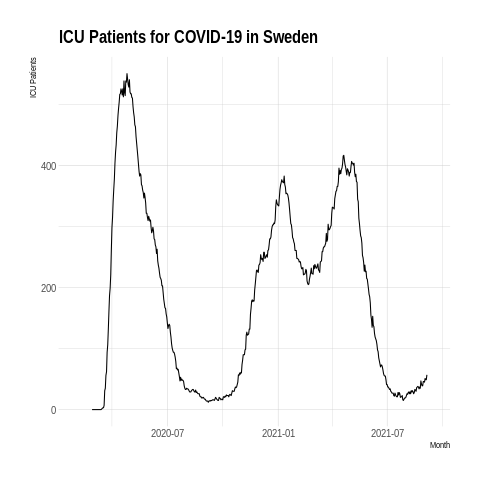 ICU Patients for COVID-19 in Sweden
ICU Patients
400
200
0
2020-07
2021-01
2021-07
Month